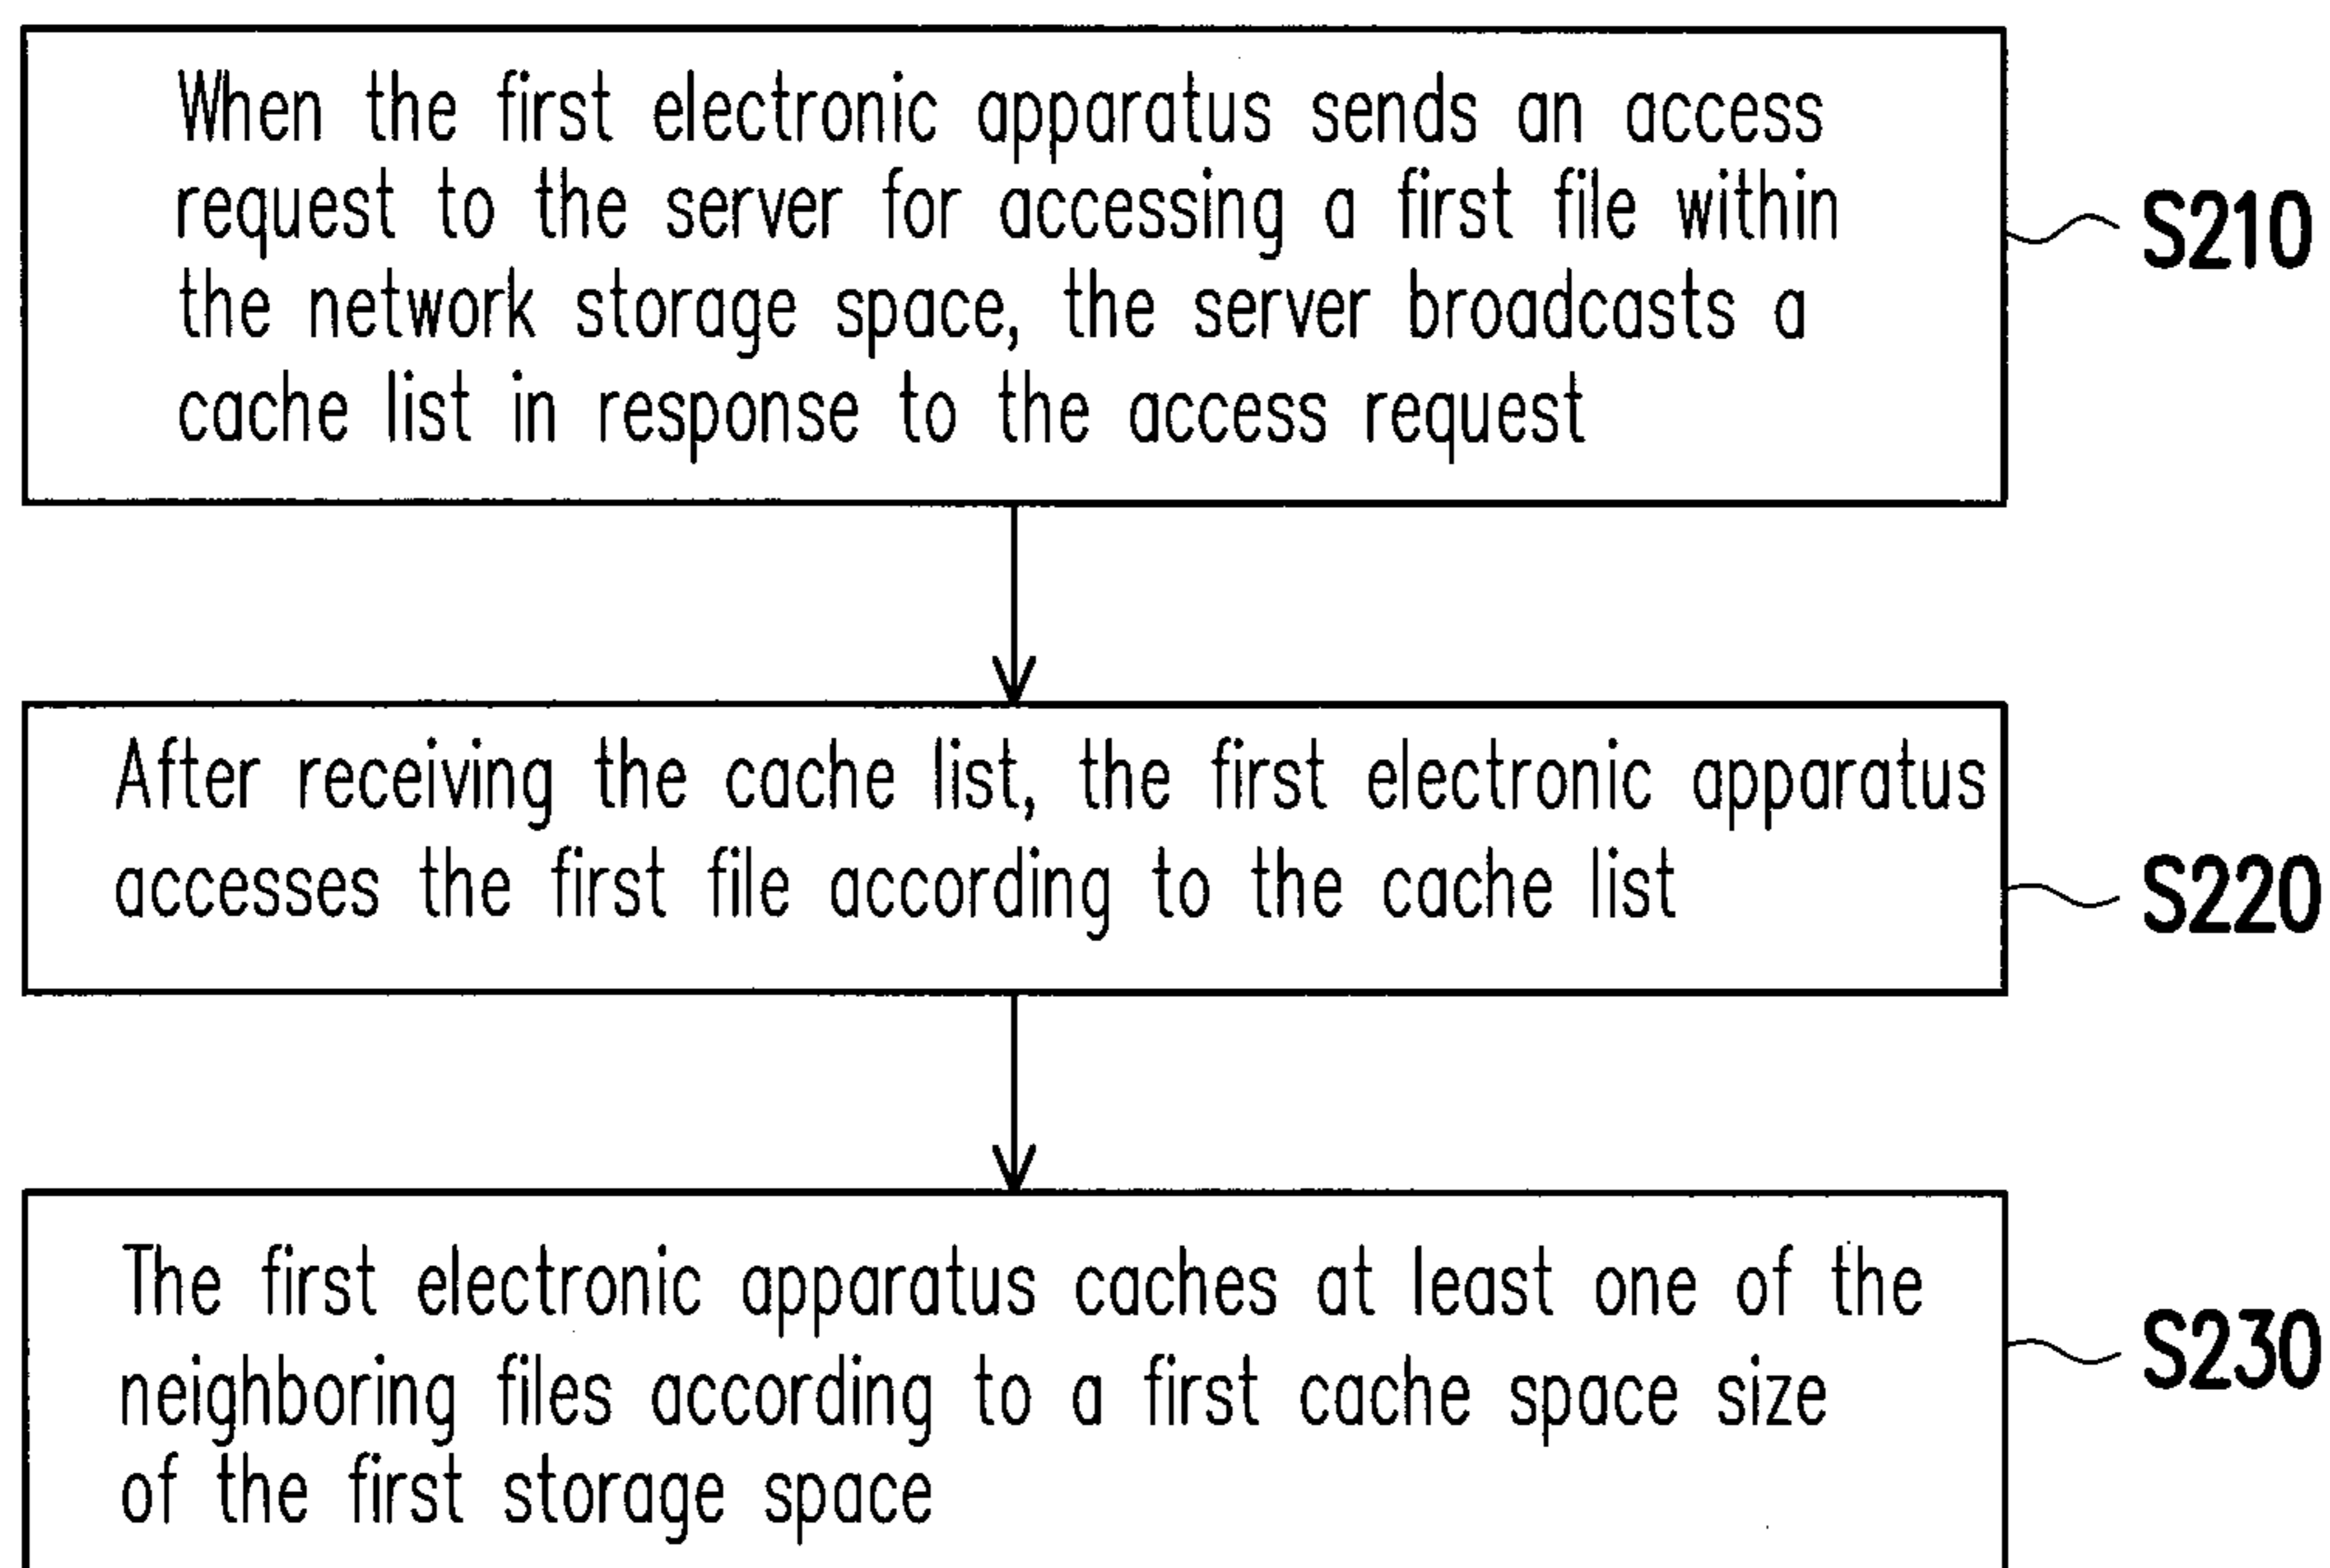 When the first electronic apparatus sends an access
request to the server for accessing a first file within
the network storage space, the server broadcasts a
cache list in response to the access request
S210
After receiving the cache list, the first electronic apparatus
accesses the first file according to the cache list
S220
The first electronic apparatus caches at least one of the
neighboring files according to a first cache space size
of the first storage space
S230